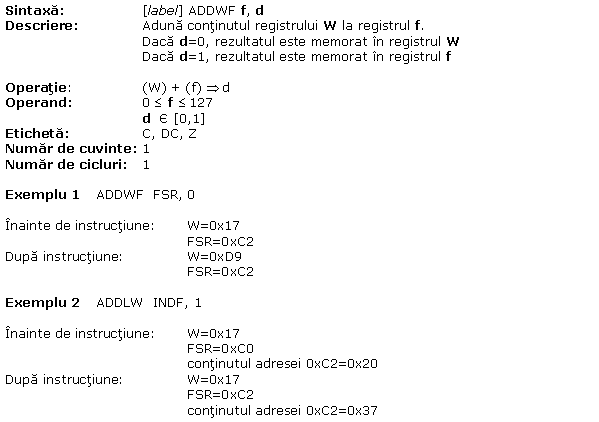 Sintaxă: [label] ADDWF f, d
Descriere: Adună conţinutul registrului W la registrul f.
Dacă d=0, rezultatul este memorat în registrul W
Dacă d=1, rezultatul este memorat în registrul f
Operaţie: (W) + (f) ⇒ d
Operand: 0 ≤ f ≤ 127
d ∈ [0,1]
Etichetă: C, DC, Z
Număr de cuvinte: 1
Număr de cicluri: 1
Exemplu 1 ADDWF FSR, 0
Înainte de instrucţiune: W=0x17
FSR=0xC2
După instrucţiune: W=0xD9
FSR=0xC2
Exemplu 2 ADDLW INDF, 1
Înainte de instrucţiune: W=0x17
FSR=0xC0
conţinutul adresei 0xC2=0x20
După instrucţiune: W=0x17
FSR=0xC2
conţinutul adresei 0xC2=0x37